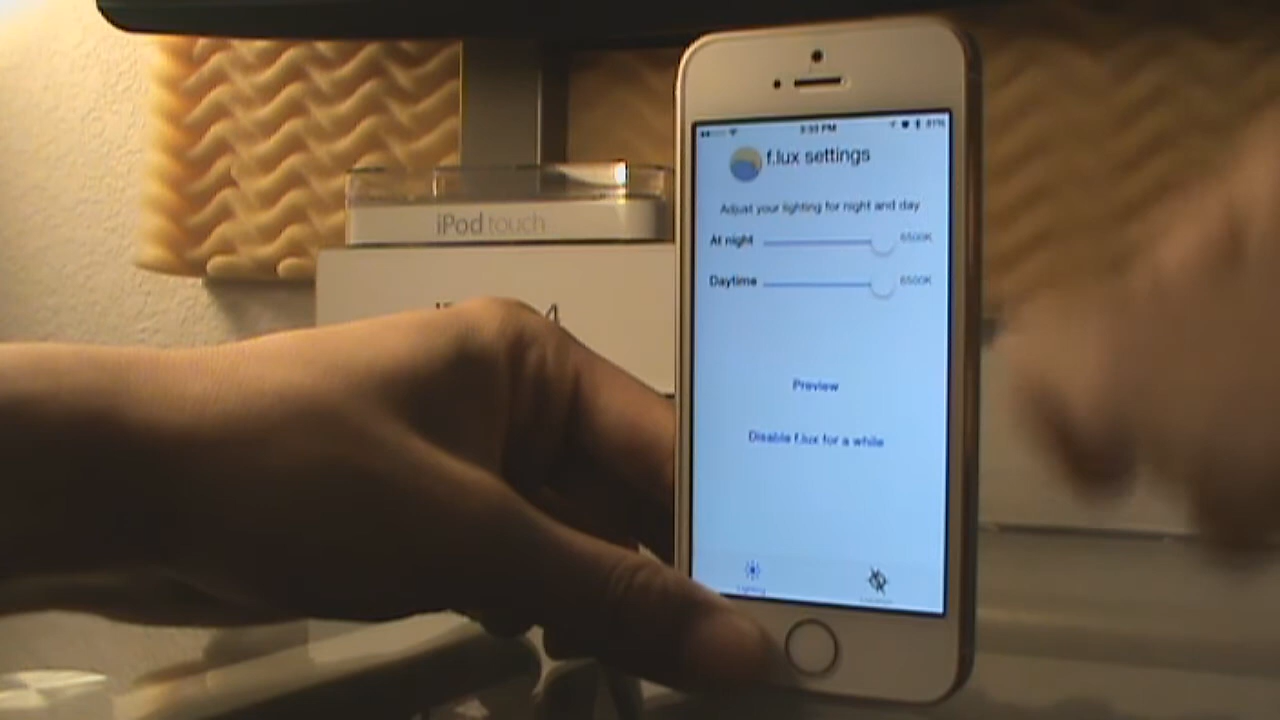 f.lux settings
Adjust your lighting for night and day
At night 6500K
Daytime 6500K
Preview
Disable f.lux for a while
Lighting
iPod touch